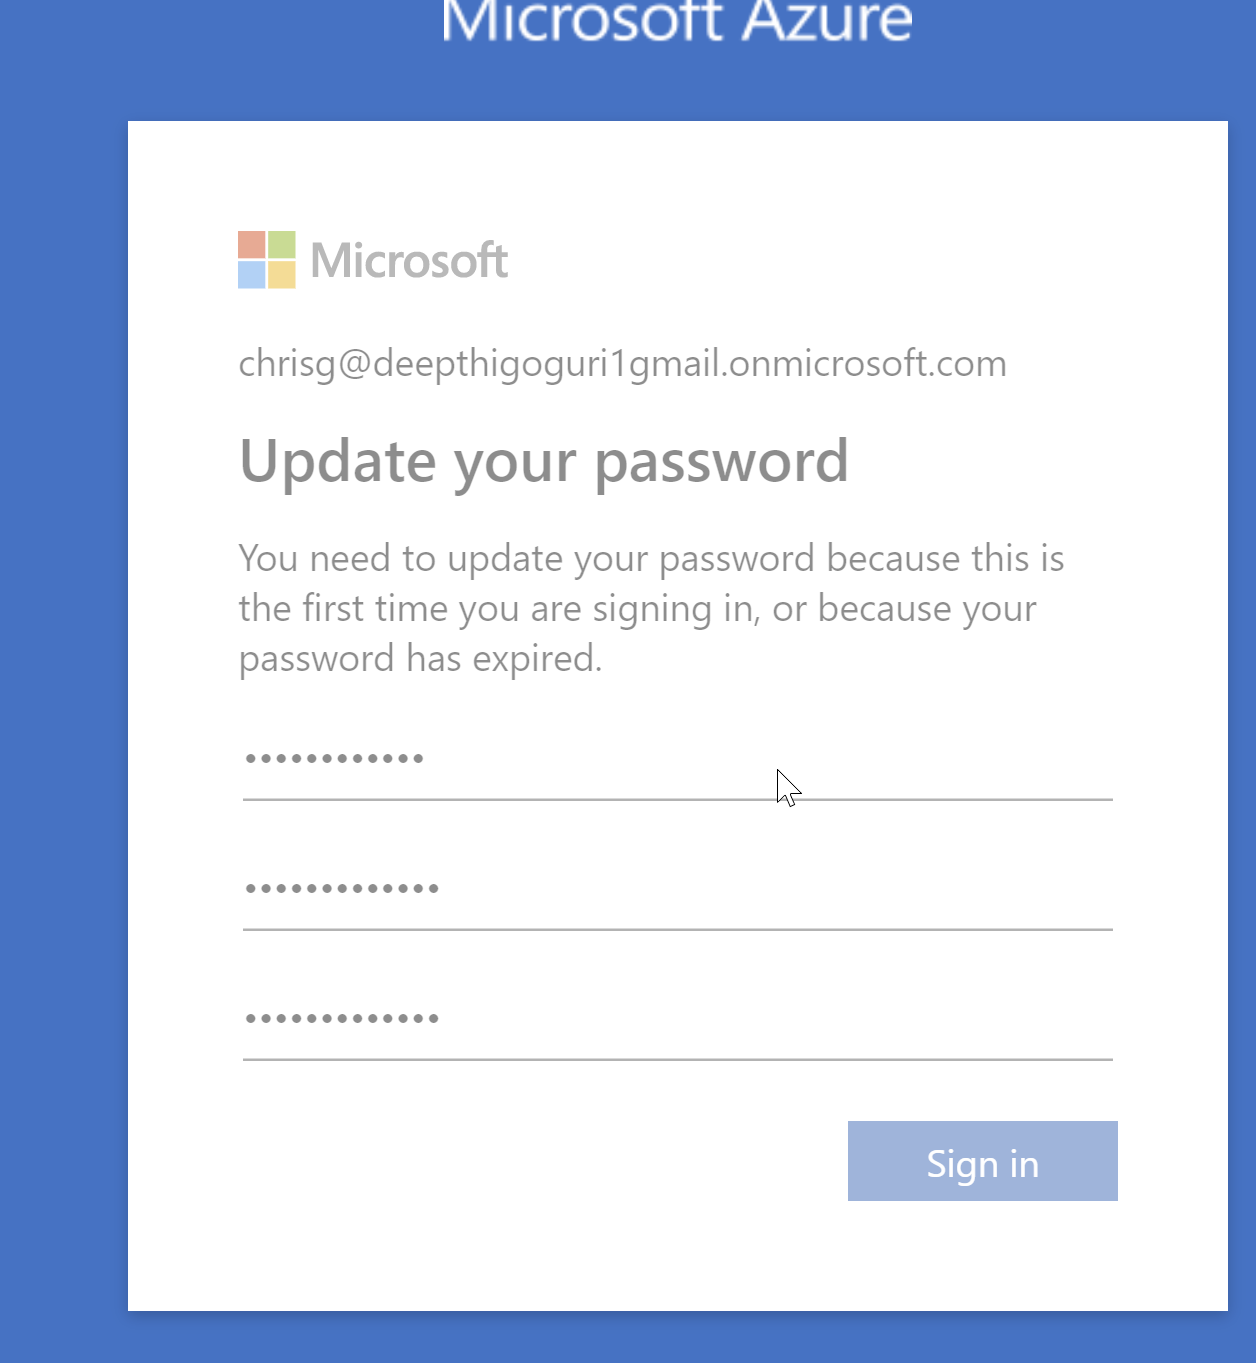 Microsoft Azure
Microsoft
chrisg@deepthigoguri1gmail.onmicrosoft.com
Update your password
You need to update your password because this is
the first time you are signing in, or because your
password has expired.
••••••••••••
•••••••••••••
•••••••••••••
Sign in